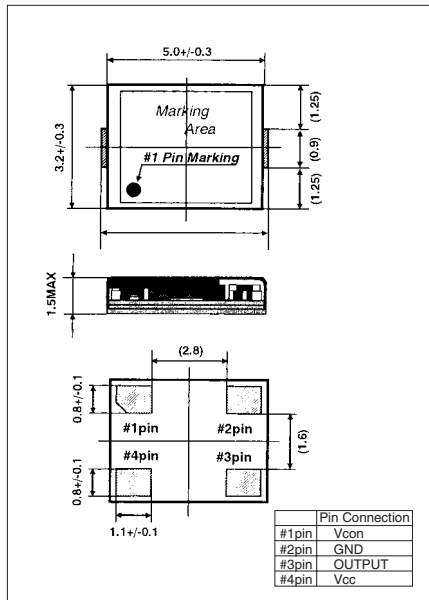 5.0+/-0.3
Marking
Area
#1 Pin Marking
3.2+/-0.3
(1.25)
(0.9)
(1.25)
1.5MAX
(2.8)
0.8+/-0.1
#1pin #2pin
#4pin #3pin
(1.6)
0.8+/-0.1
1.1+/-0.1
Pin Connection
#1pin Vcon
#2pin GND
#3pin OUTPUT
#4pin Vcc